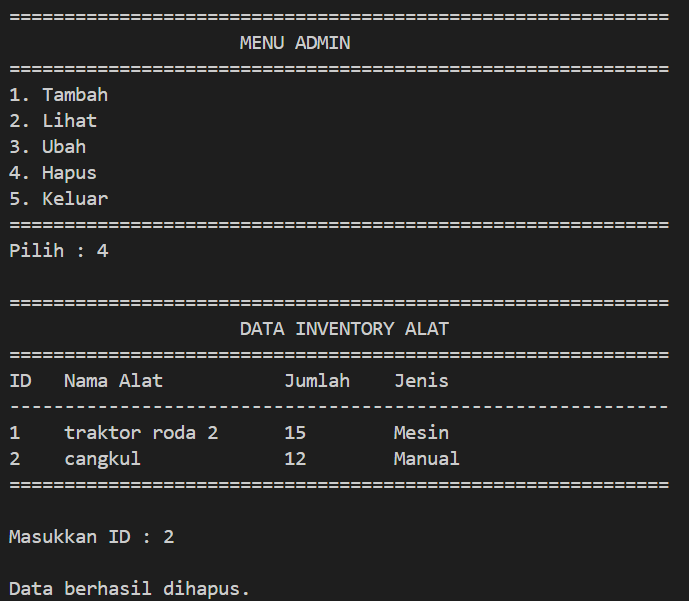 ============================================================
                     MENU ADMIN
============================================================
1. Tambah
2. Lihat
3. Ubah
4. Hapus
5. Keluar
============================================================
Pilih : 4

============================================================
                     DATA INVENTORY ALAT
============================================================
ID   Nama Alat           Jumlah    Jenis
------------------------------------------------------------
1    traktor roda 2      15        Mesin
2    cangkul             12        Manual
============================================================

Masukkan ID : 2

Data berhasil dihapus.